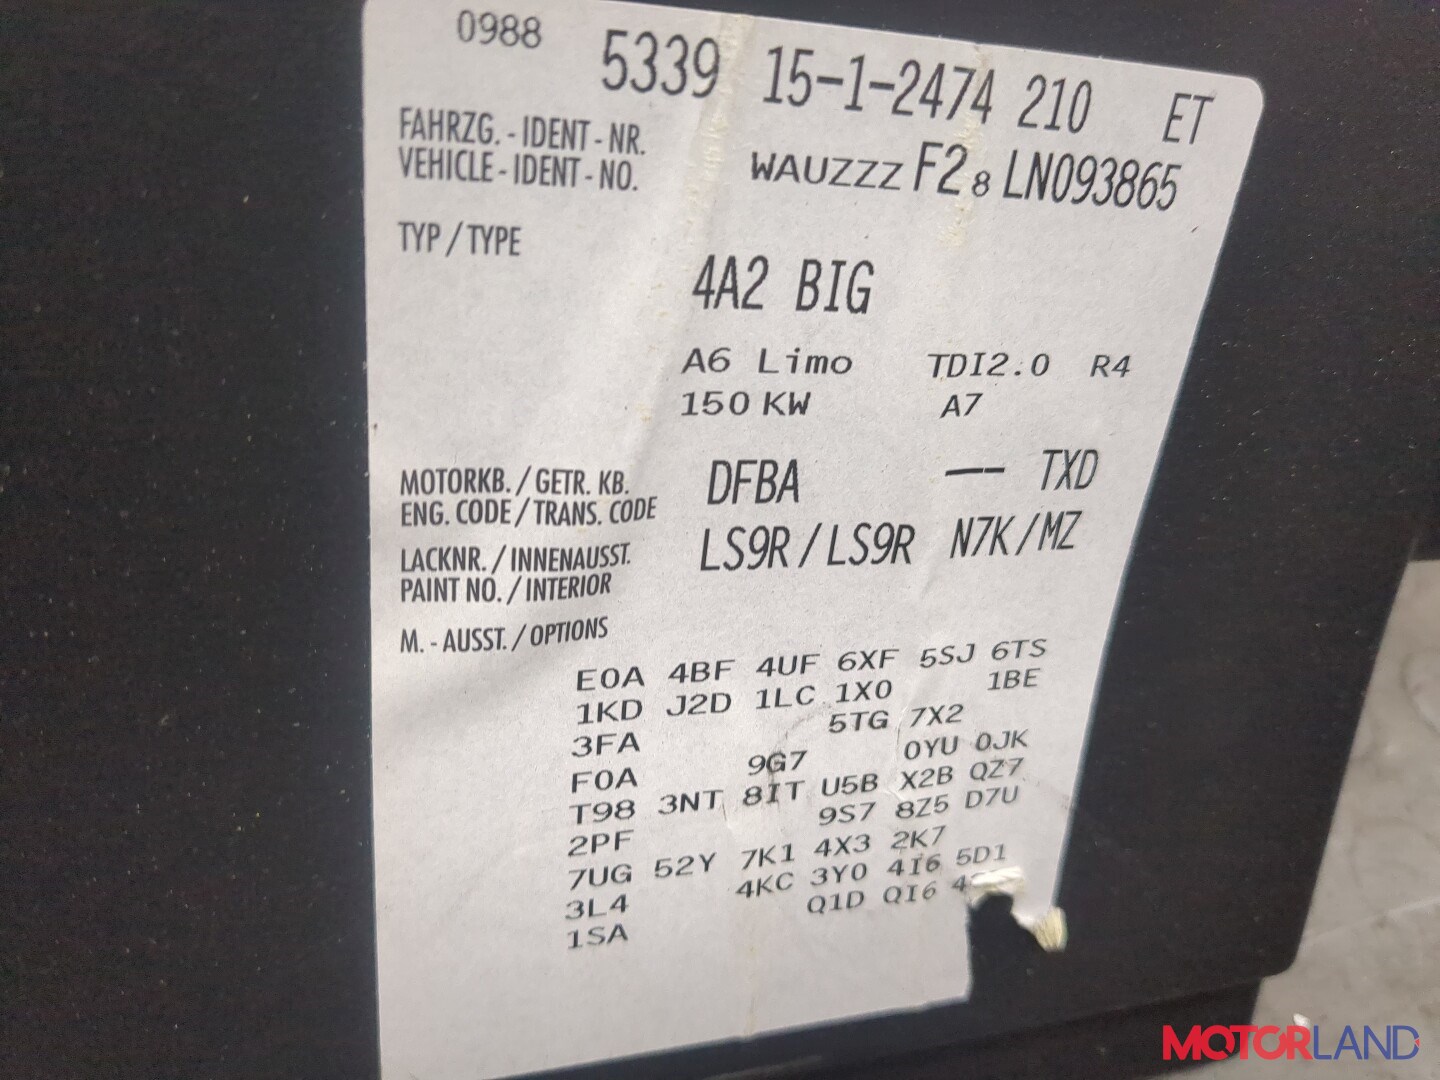 0988 5339 15-1-2474 210 ET
FAHRZG. - IDENT - NR.
VEHICLE - IDENT - NO. WAUZZZ F2 8 LN093865
TYP / TYPE
4A2 BIG
A6 Limo TDI2.0 R4
150 KW A7
MOTORKB. / GETR. KB.
ENG. CODE / TRANS. CODE DFBA -- TXD
LACKNR. / INNENAUSST.
PAINT NO. / INTERIOR LS9R / LS9R N7K / MZ
M. - AUSST. / OPTIONS
E0A 4BF 4UF 6XF 5SJ 6TS
1KD J2D 1LC 1X0 1BE
3FA 5TG 7X2
F0A 9G7 0YU 0JK
T98 3NT 8IT U5B X2B QZ7
2PF 9S7 8Z5 D7U
7UG 52Y 7K1 4X3 2K7
3L4 4KC 3Y0 4I6 5D1
1SA Q1D QI6
MOTORLAND